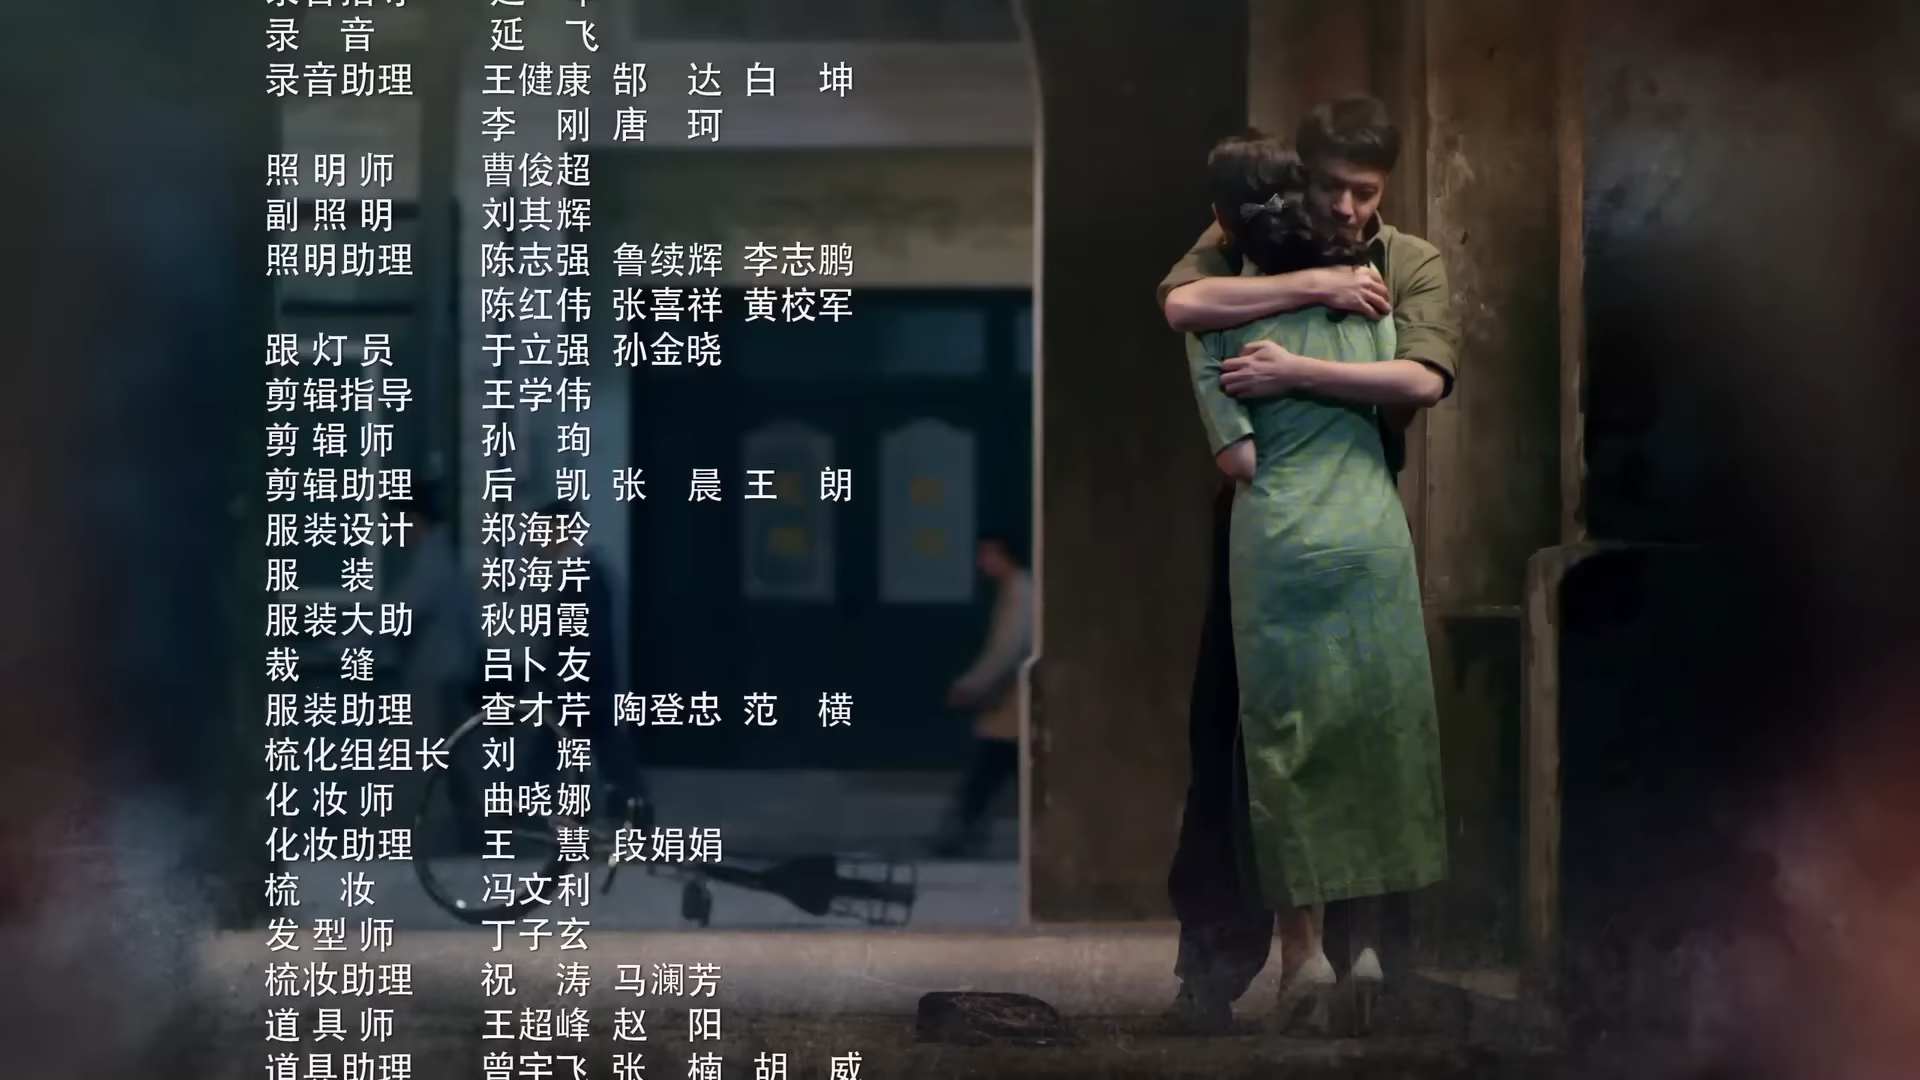 录音 延飞
录音助理 王健康 郜达 白坤
李刚 唐珂
照明师 曹俊超
副照明 刘其辉
照明助理 陈志强 鲁续辉 李志鹏
陈红伟 张喜祥 黄校军
跟灯员 于立强 孙金晓
剪辑指导 王学伟
剪辑师 孙珣
剪辑助理 后凯 张晨 王朗
服装设计 郑海玲
服装 郑海芹
服装大助 秋明霞
裁缝 吕卜友
服装助理 查才芹 陶登忠 范横
梳化组组长 刘辉
化妆师 曲晓娜
化妆助理 王慧 段娟娟
梳妆 冯文利
发型师 丁子玄
梳妆助理 祝涛 马澜芳
道具师 王超峰 赵阳
道具助理 曾宇飞 张楠 胡威